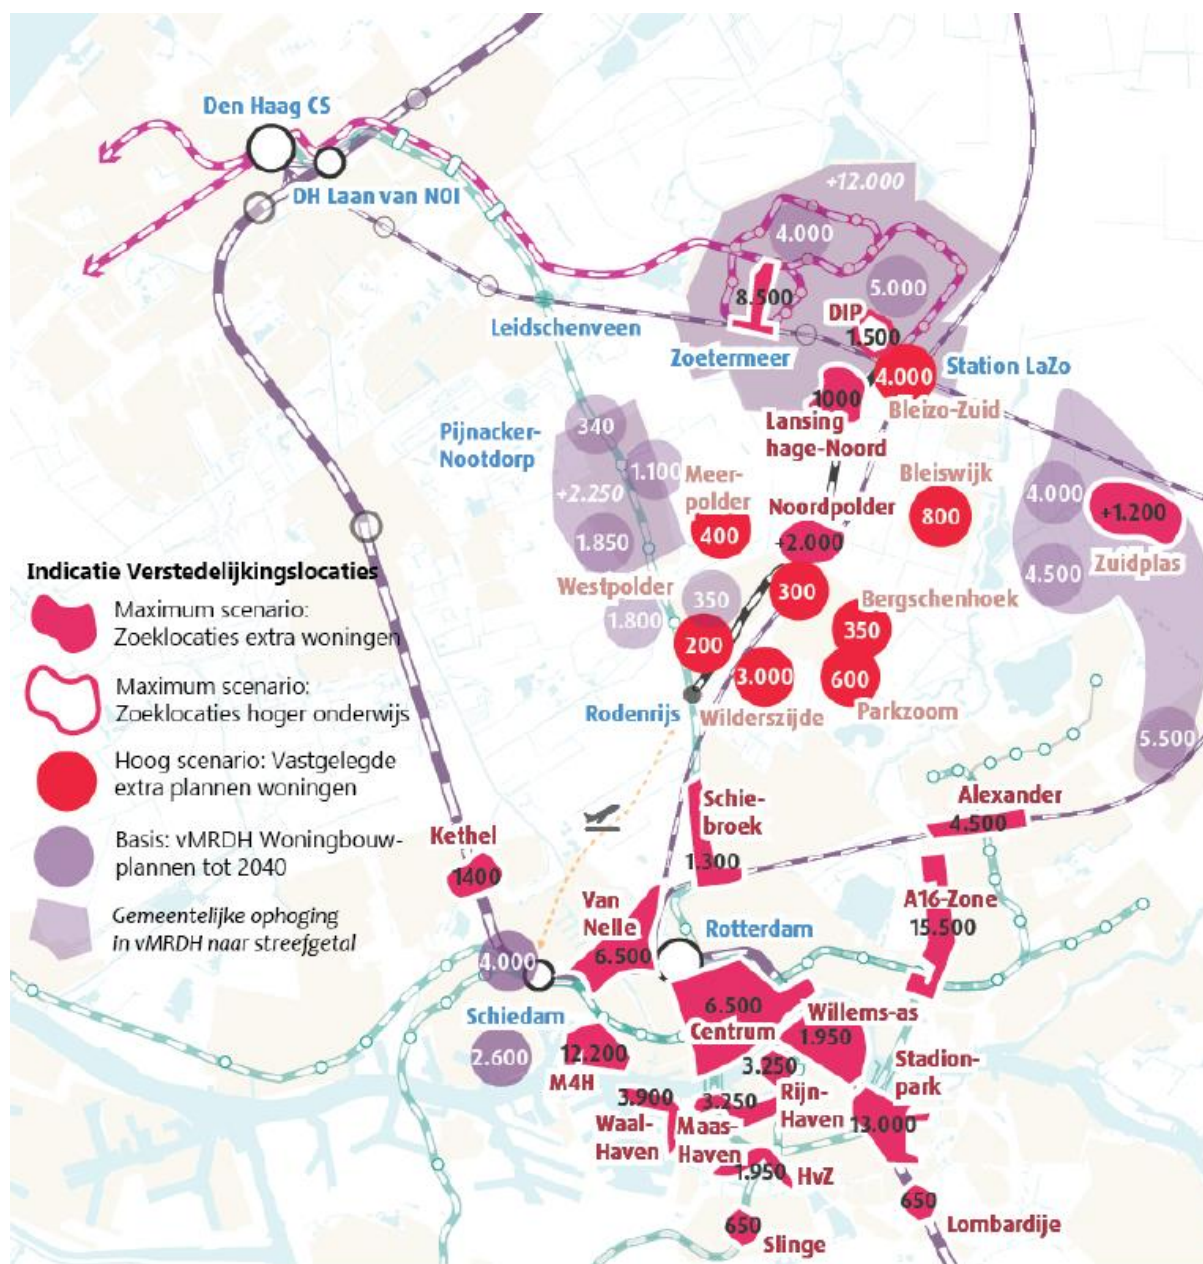 Den Haag CS
DH Laan van NOI
+12.000
4.000
5.000
8.500
DIP
1.500
Leidschenveen
Zoetermeer
4.000
Station LaZo
1000
Bleizo-Zuid
Lansing
hage-Noord
340
Pijnacker-
Nootdorp
1.100
+2.250
1.850
Meer-
polder
400
Noordpolder
+2.000
Bleiswijk
800
4.000
+1.200
4.500
Zuidplas
5.500
Westpolder
350
1.800
300
Bergschenhoek
350
200
3.000
600
Rodenrijs
Wilderszijde
Parkzoom
Indicatie Verstedelijkingslocaties
Maximum scenario:
Zoeklocaties extra woningen
Maximum scenario:
Zoeklocaties hoger onderwijs
Hoog scenario: Vastgelegde
extra plannen woningen
Basis: vMRDH Woningbouw-
plannen tot 2040
Gemeentelijke ophoging
in vMRDH naar streefgetal
Kethel
1400
Schie-
broek
1.300
Alexander
4.500
Van
Nelle
6.500
Rotterdam
A16-Zone
15.500
4.000
Schiedam
2.600
6.500
Centrum
Willems-as
1.950
12.200
M4H
3.250
Rijn-
Haven
Stadion-
park
13.000
3.900
Waal-
Haven
3.250
Maas-
Haven
1.950
HvZ
650
Slinge
650
Lombardije